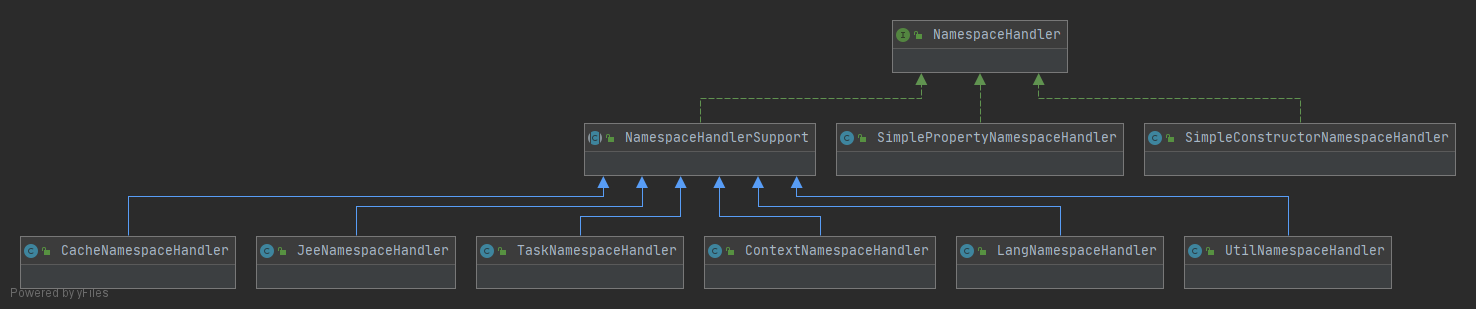 NamespaceHandler
NamespaceHandlerSupport
SimplePropertyNamespaceHandler
SimpleConstructorNamespaceHandler
CacheNamespaceHandler
JeeNamespaceHandler
TaskNamespaceHandler
ContextNamespaceHandler
LangNamespaceHandler
UtilNamespaceHandler
Powered by yFiles